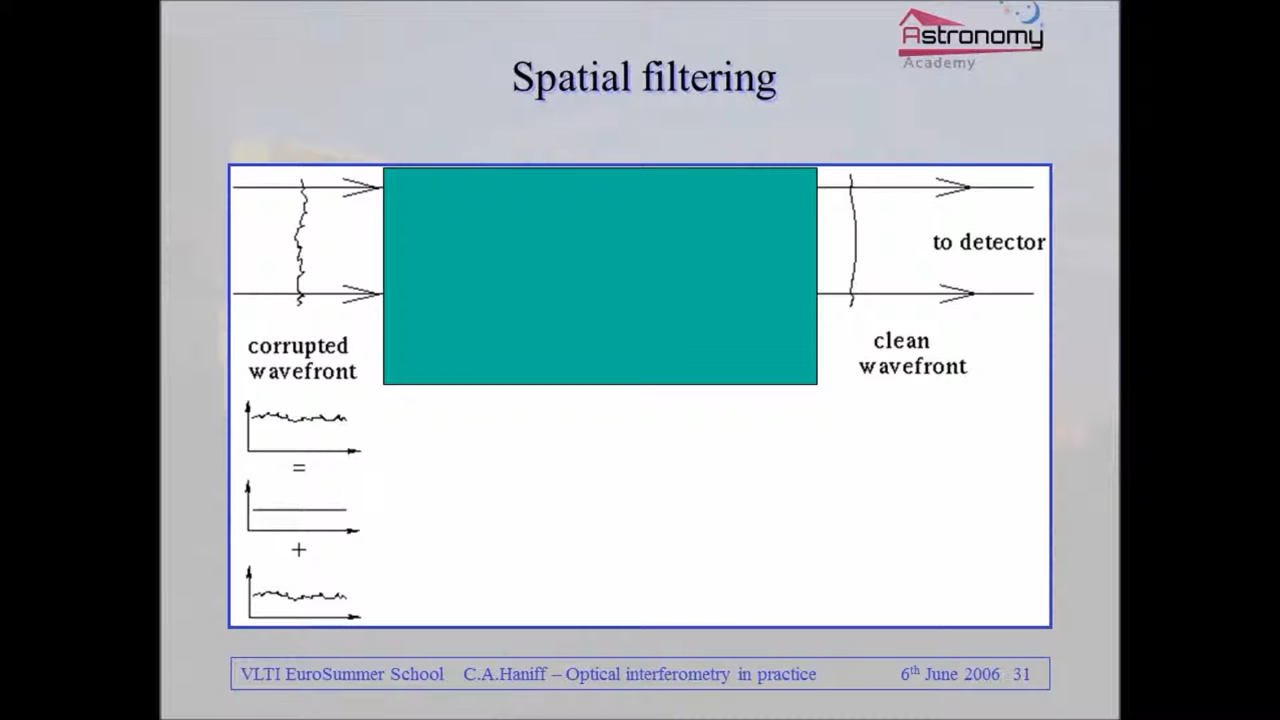 Astronomy
Academy
Spatial filtering
to detector
corrupted
wavefront
clean
wavefront
=
+
VLTI EuroSummer School C.A.Haniff – Optical interferometry in practice 6th June 2006 31